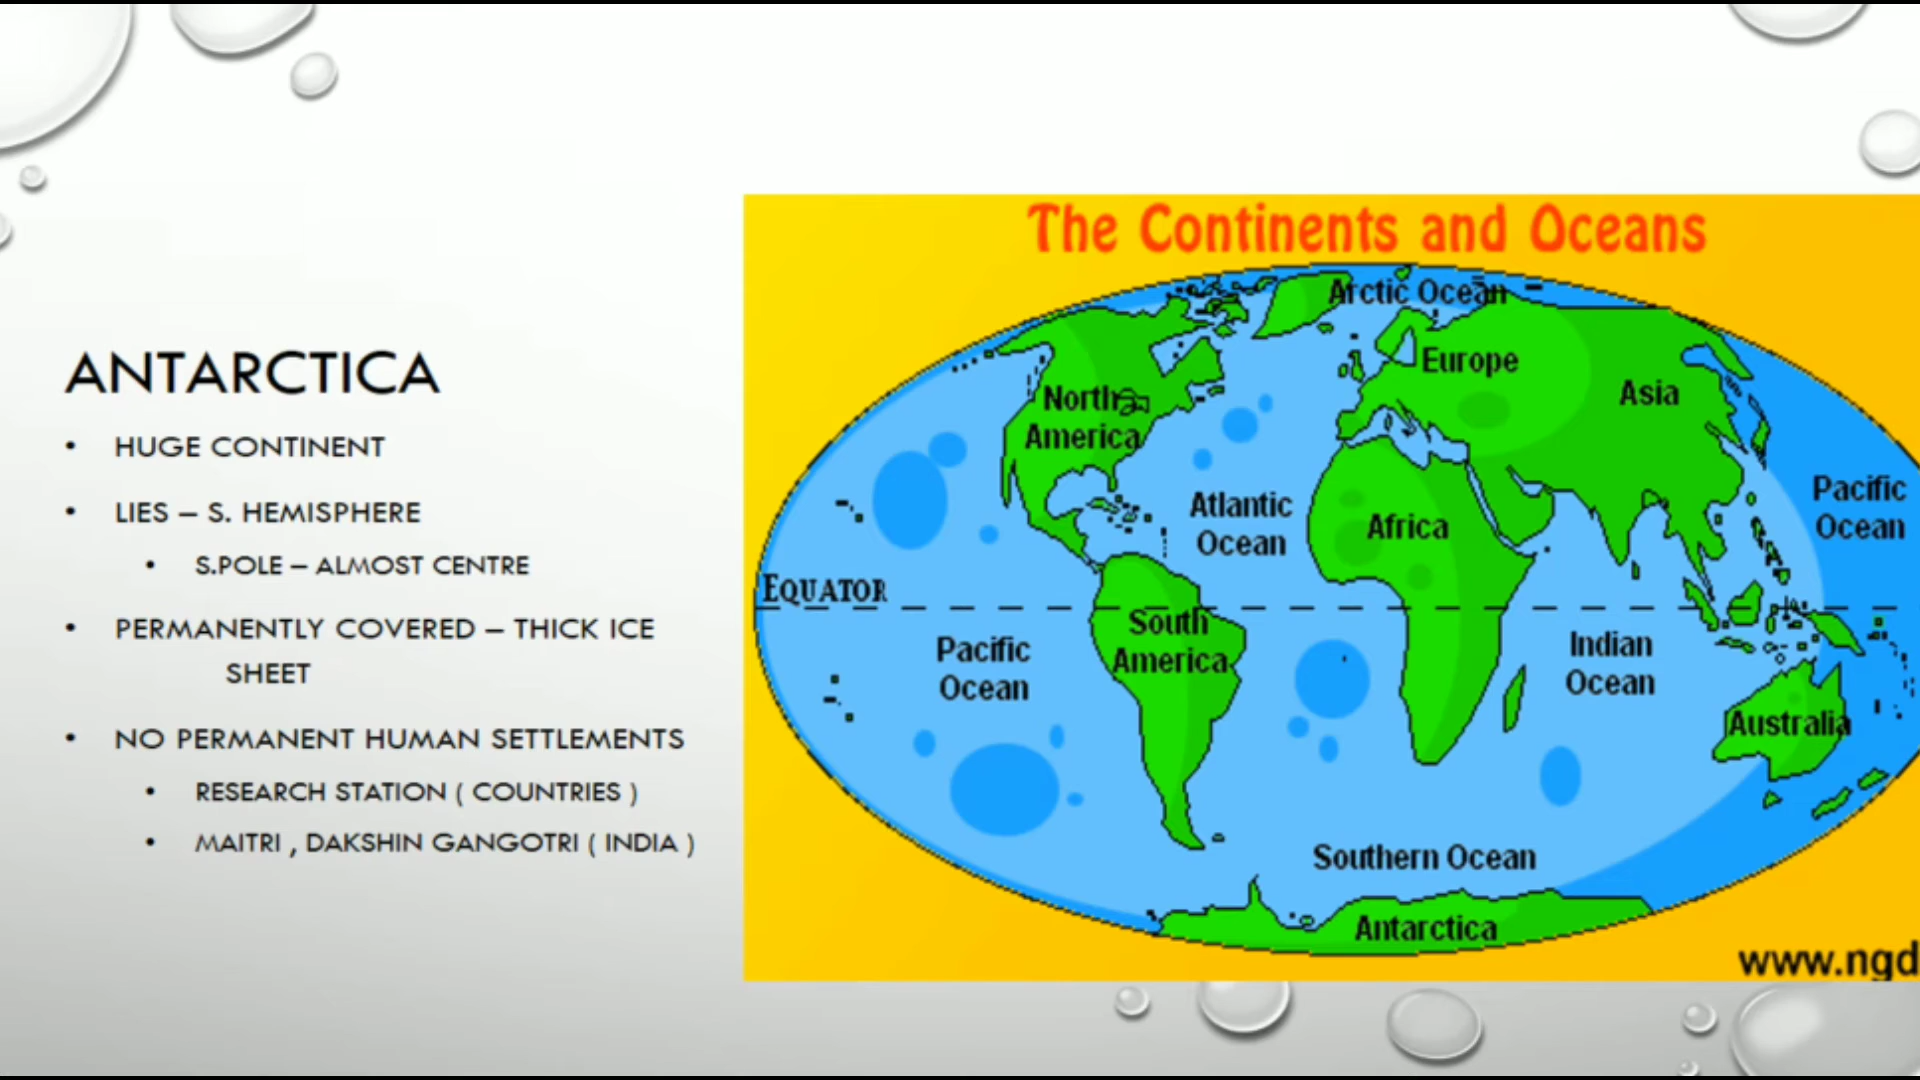 ANTARCTICA
• HUGE CONTINENT
• LIES – S. HEMISPHERE
• S.POLE – ALMOST CENTRE
• PERMANENTLY COVERED – THICK ICE
SHEET
• NO PERMANENT HUMAN SETTLEMENTS
• RESEARCH STATION ( COUNTRIES )
• MAITRI , DAKSHIN GANGOTRI ( INDIA )
The Continents and Oceans
Arctic Ocean
Europe
Asia
North
America
Atlantic
Ocean
Africa
Pacific
Ocean
EQUATOR
South
America
Pacific
Ocean
Indian
Ocean
Australia
Southern Ocean
Antarctica
www.ngd